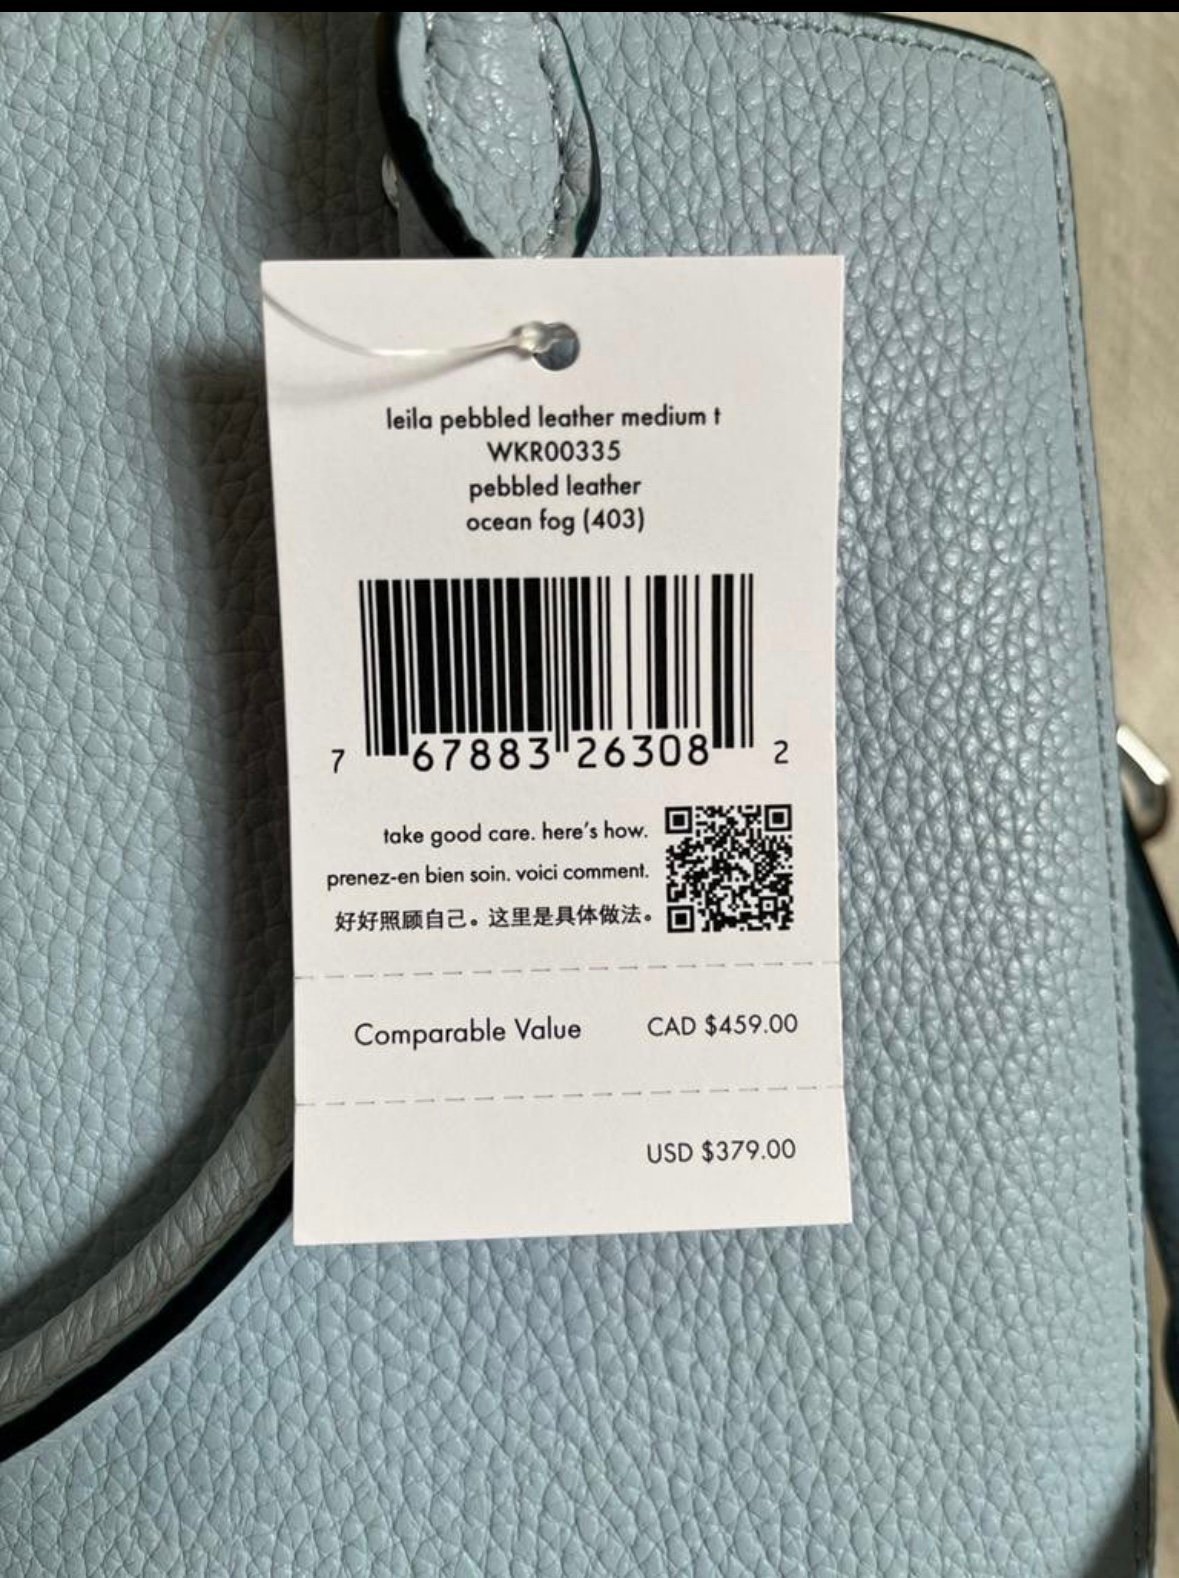 leila pebbled leather medium t
WKR00335
pebbled leather
ocean fog (403)
7 67883 26308 2
take good care. here's how.
prenez-en bien soin. voici comment.
好好照顾自己。这里是具体做法。
Comparable Value CAD $459.00
USD $379.00